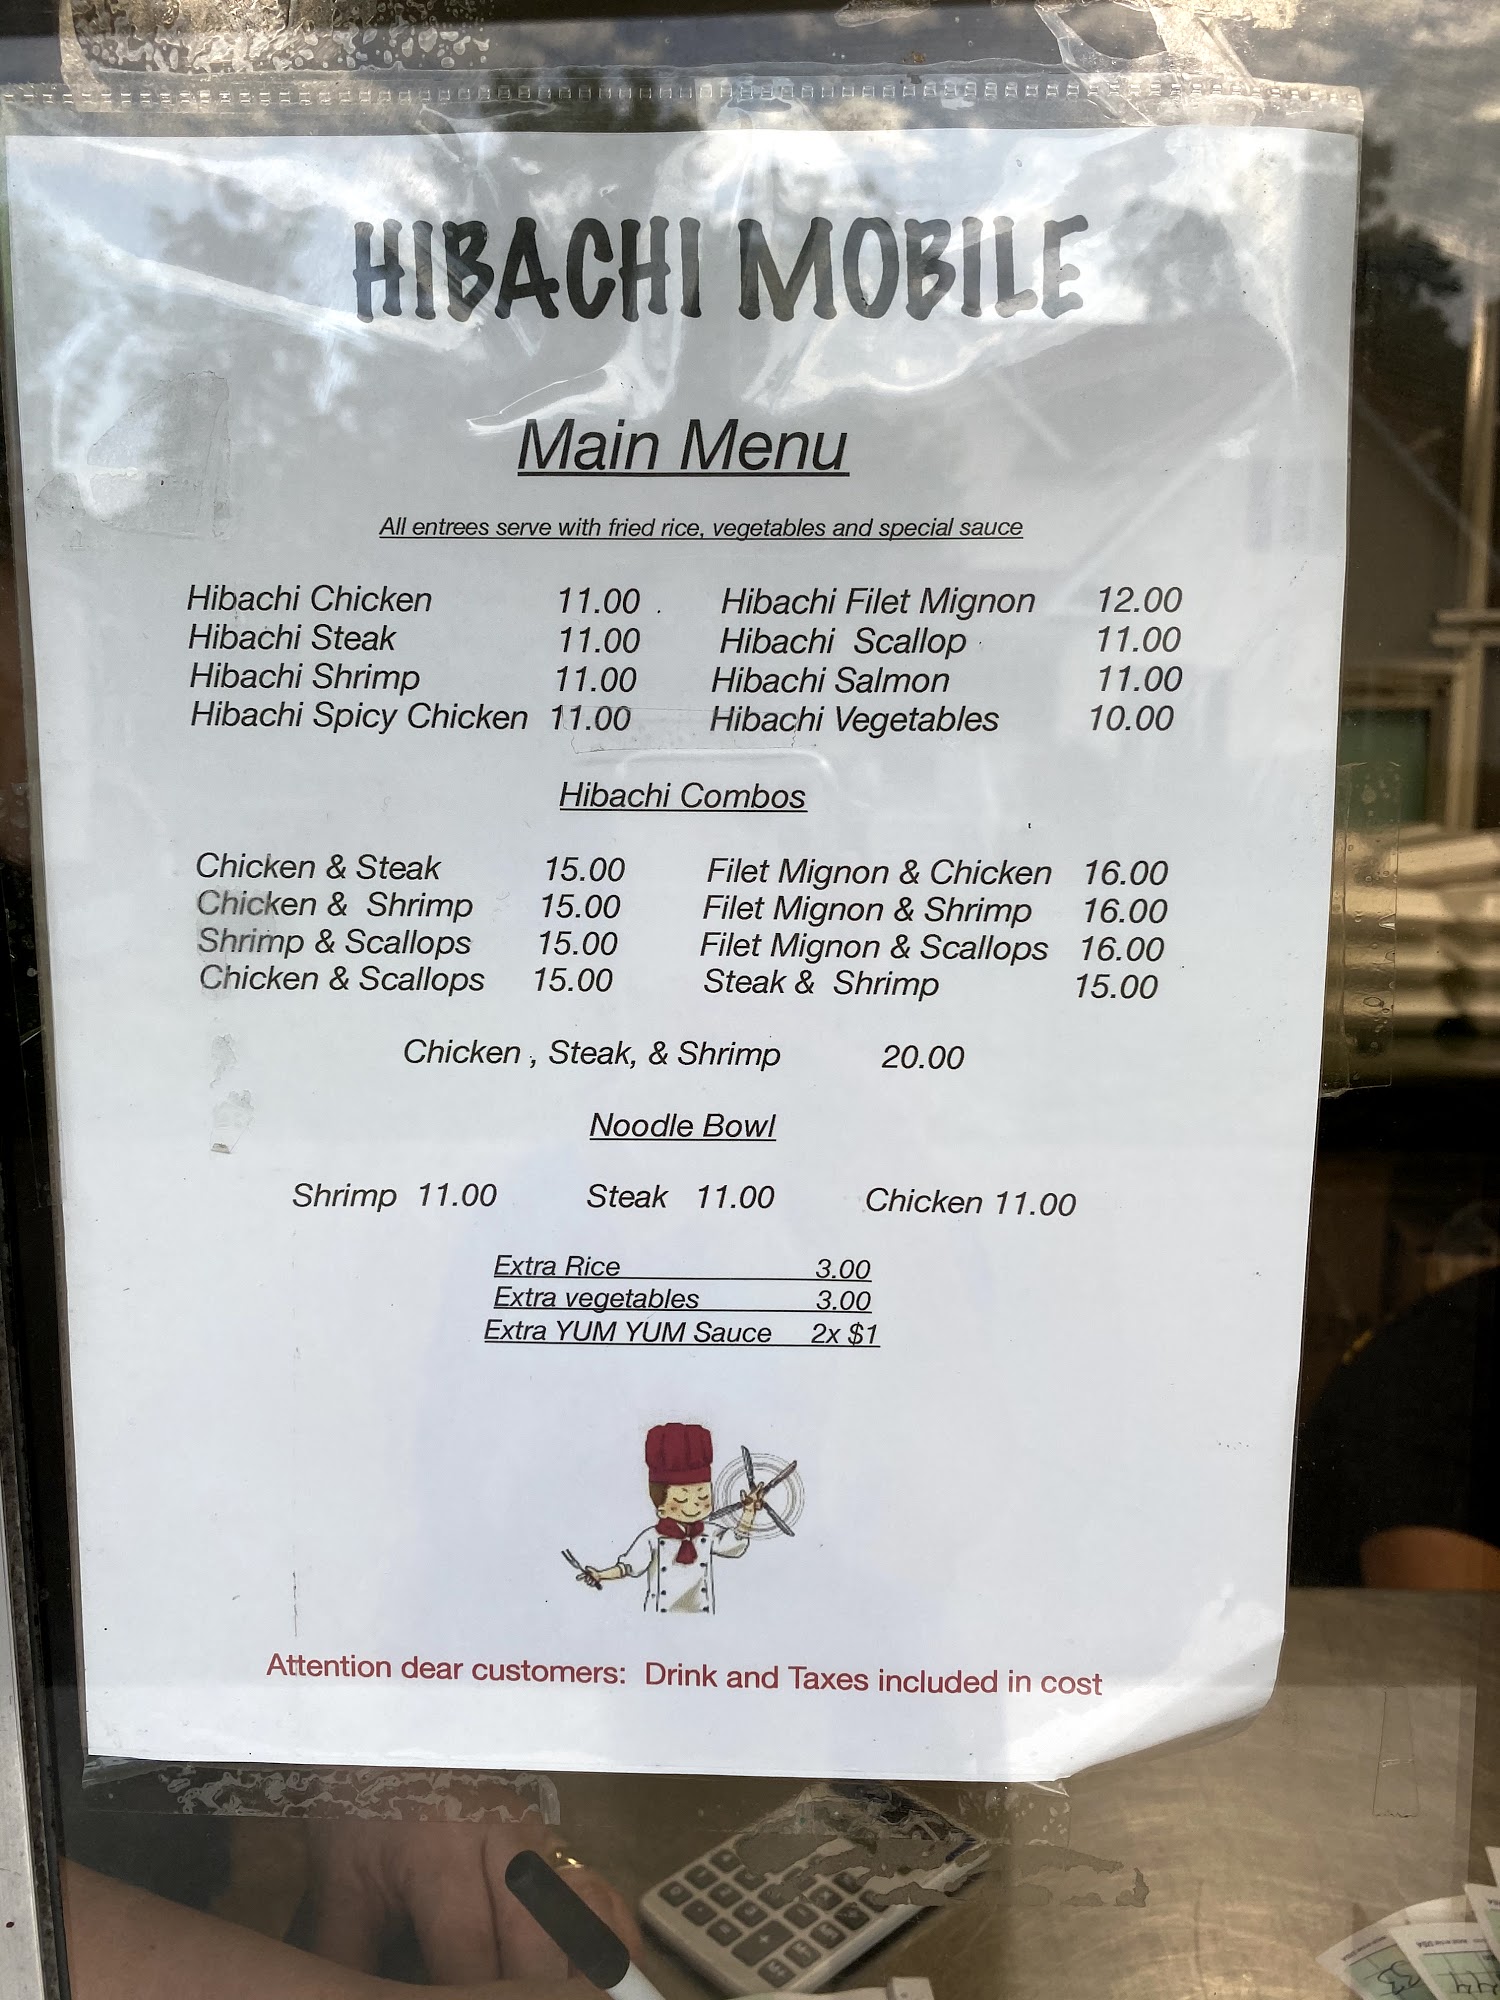 HIBACHI MOBILE
Main Menu
All entrees serve with fried rice, vegetables and special sauce
Hibachi Chicken 11.00 Hibachi Filet Mignon 12.00
Hibachi Steak 11.00 Hibachi Scallop 11.00
Hibachi Shrimp 11.00 Hibachi Salmon 11.00
Hibachi Spicy Chicken 11.00 Hibachi Vegetables 10.00
Hibachi Combos
Chicken & Steak 15.00 Filet Mignon & Chicken 16.00
Chicken & Shrimp 15.00 Filet Mignon & Shrimp 16.00
Shrimp & Scallops 15.00 Filet Mignon & Scallops 16.00
Chicken & Scallops 15.00 Steak & Shrimp 15.00
Chicken , Steak, & Shrimp 20.00
Noodle Bowl
Shrimp 11.00 Steak 11.00 Chicken 11.00
Extra Rice 3.00
Extra vegetables 3.00
Extra YUM YUM Sauce 2x $1
Attention dear customers: Drink and Taxes included in cost